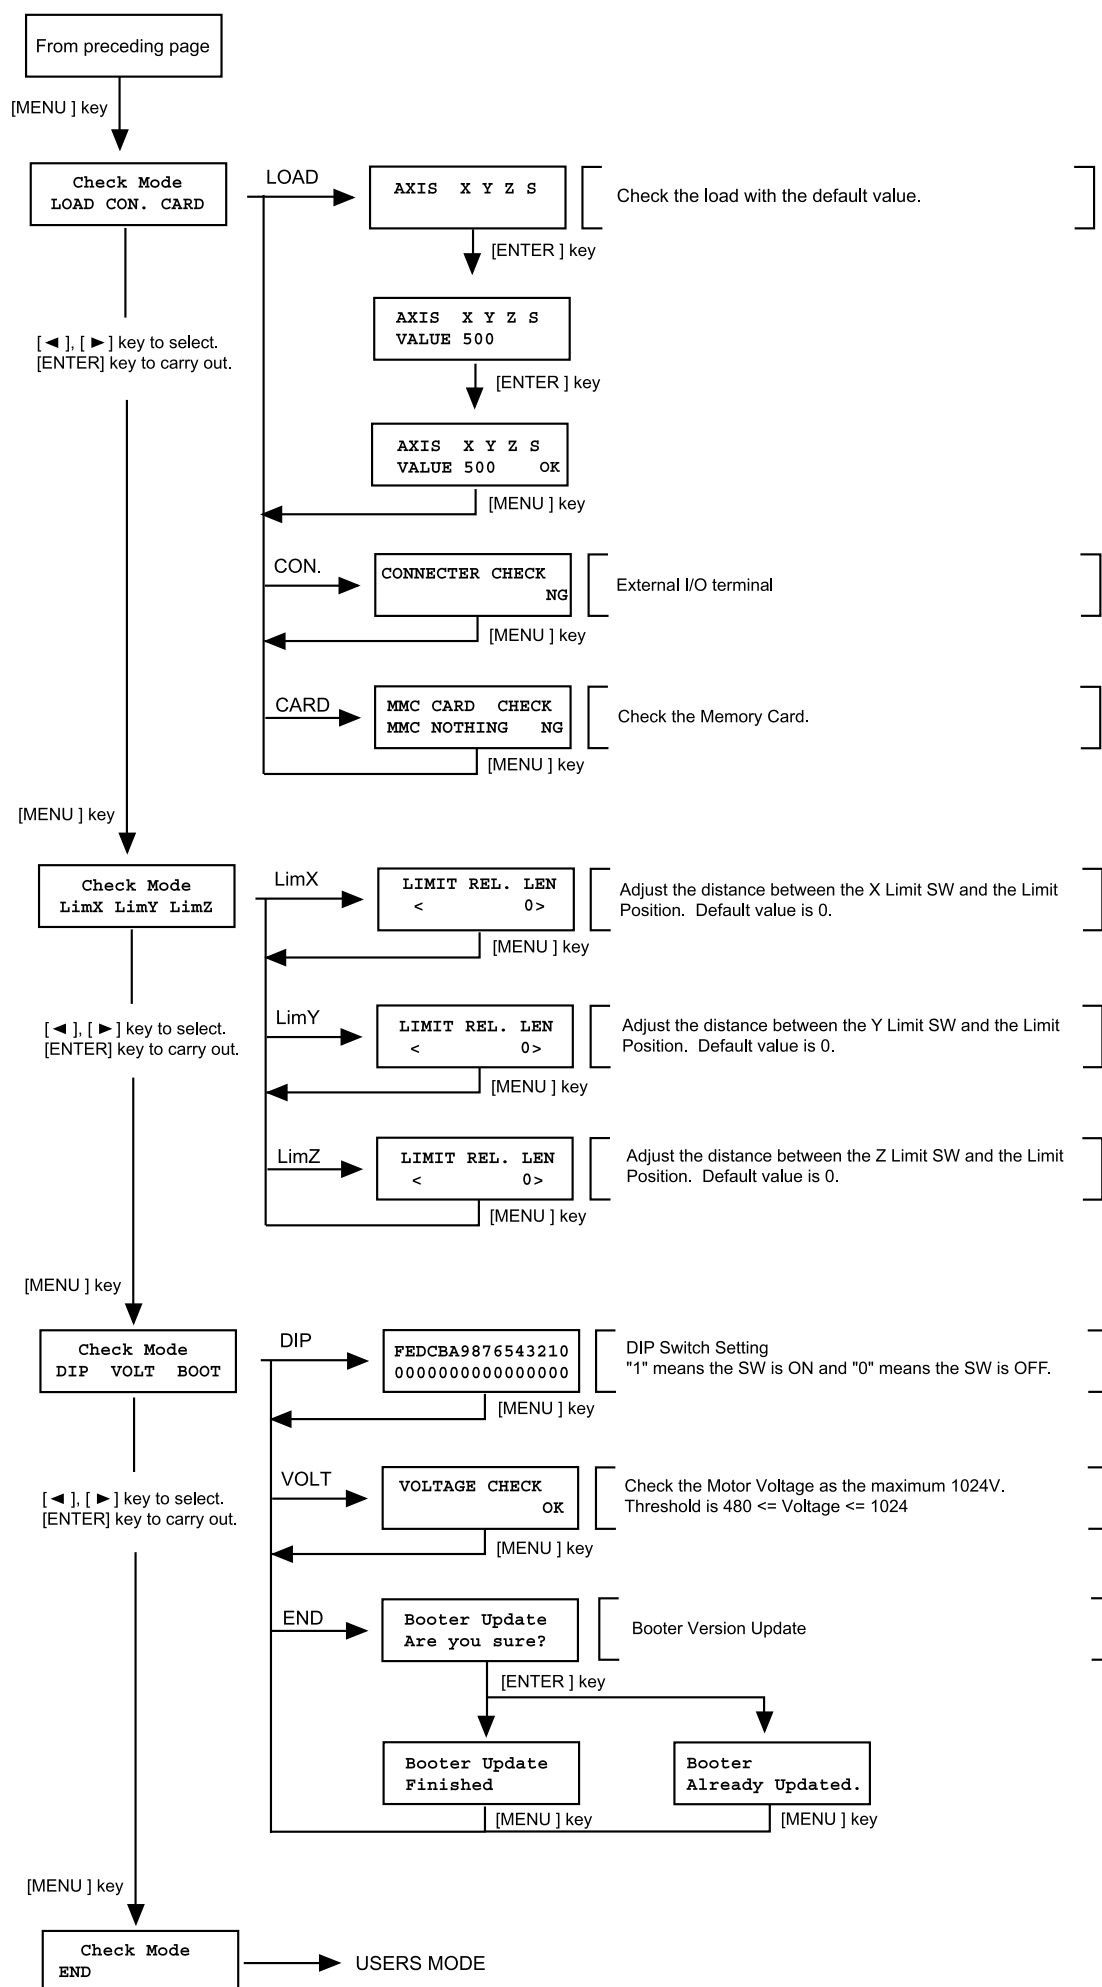 From preceding page
[MENU ] key
Check Mode
LOAD CON. CARD
LOAD
AXIS X Y Z S
Check the load with the default value.
[ENTER ] key
[ ◄ ], [ ► ] key to select.
[ENTER] key to carry out.
AXIS X Y Z S
VALUE 500
[ENTER ] key
AXIS X Y Z S
VALUE 500 OK
[MENU ] key
CON.
CONNECTER CHECK
NG
External I/O terminal
[MENU ] key
CARD
MMC CARD CHECK
MMC NOTHING NG
Check the Memory Card.
[MENU ] key
[MENU ] key
Check Mode
LimX LimY LimZ
LimX
LIMIT REL. LEN
< 0>
Adjust the distance between the X Limit SW and the Limit
Position. Default value is 0.
[MENU ] key
[ ◄ ], [ ► ] key to select.
[ENTER] key to carry out.
LimY
LIMIT REL. LEN
< 0>
Adjust the distance between the Y Limit SW and the Limit
Position. Default value is 0.
[MENU ] key
LimZ
LIMIT REL. LEN
< 0>
Adjust the distance between the Z Limit SW and the Limit
Position. Default value is 0.
[MENU ] key
[MENU ] key
Check Mode
DIP VOLT BOOT
DIP
FEDCBA9876543210
0000000000000000
DIP Switch Setting
"1" means the SW is ON and "0" means the SW is OFF.
[MENU ] key
[ ◄ ], [ ► ] key to select.
[ENTER] key to carry out.
VOLT
VOLTAGE CHECK
OK
Check the Motor Voltage as the maximum 1024V.
Threshold is 480 <= Voltage <= 1024
[MENU ] key
END
Booter Update
Are you sure?
Booter Version Update
[ENTER ] key
Booter Update
Finished
[MENU ] key
Booter
Already Updated.
[MENU ] key
[MENU ] key
Check Mode
END
USERS MODE